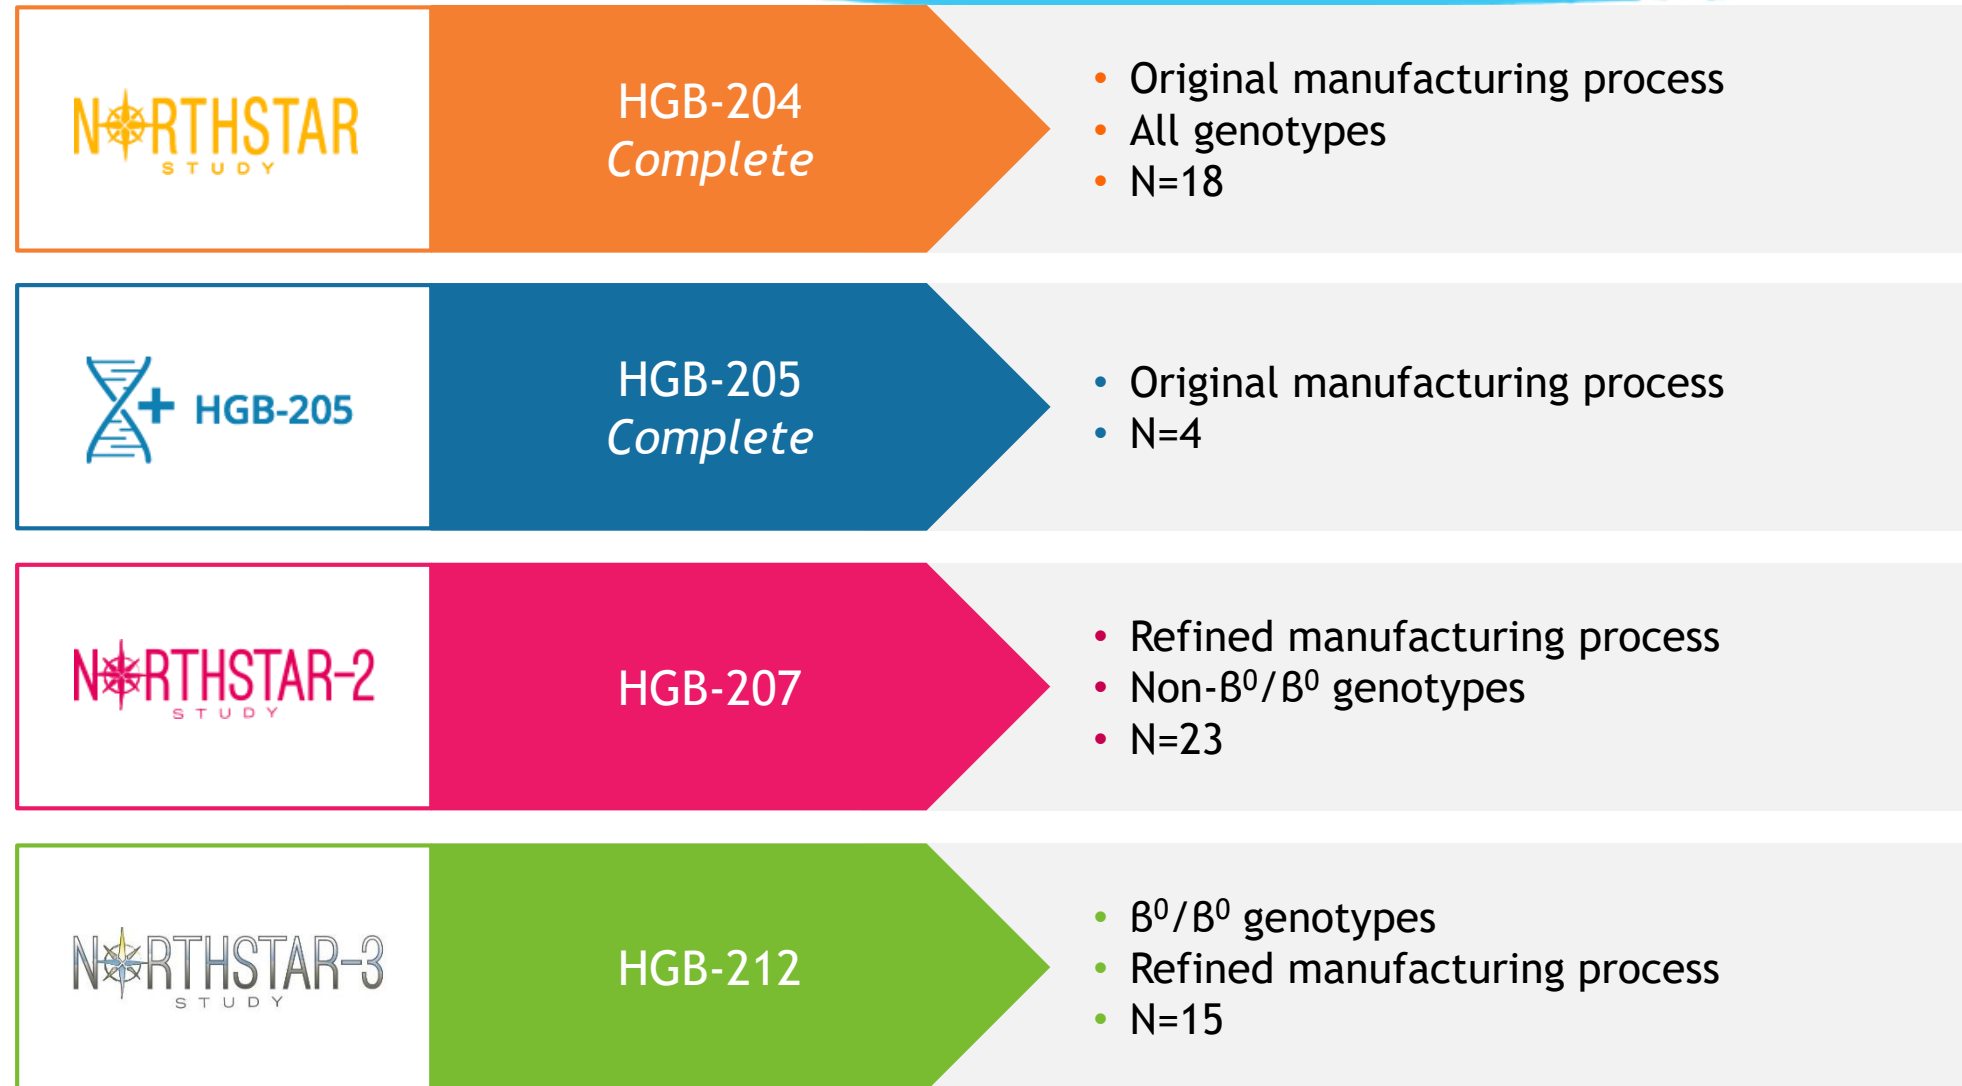 NORTHSTAR
STUDY
HGB-204
Complete
• Original manufacturing process
• All genotypes
• N=18
HGB-205
HGB-205
Complete
• Original manufacturing process
• N=4
NORTHSTAR-2
STUDY
HGB-207
• Refined manufacturing process
• Non-β⁰/β⁰ genotypes
• N=23
NORTHSTAR-3
STUDY
HGB-212
• β⁰/β⁰ genotypes
• Refined manufacturing process
• N=15